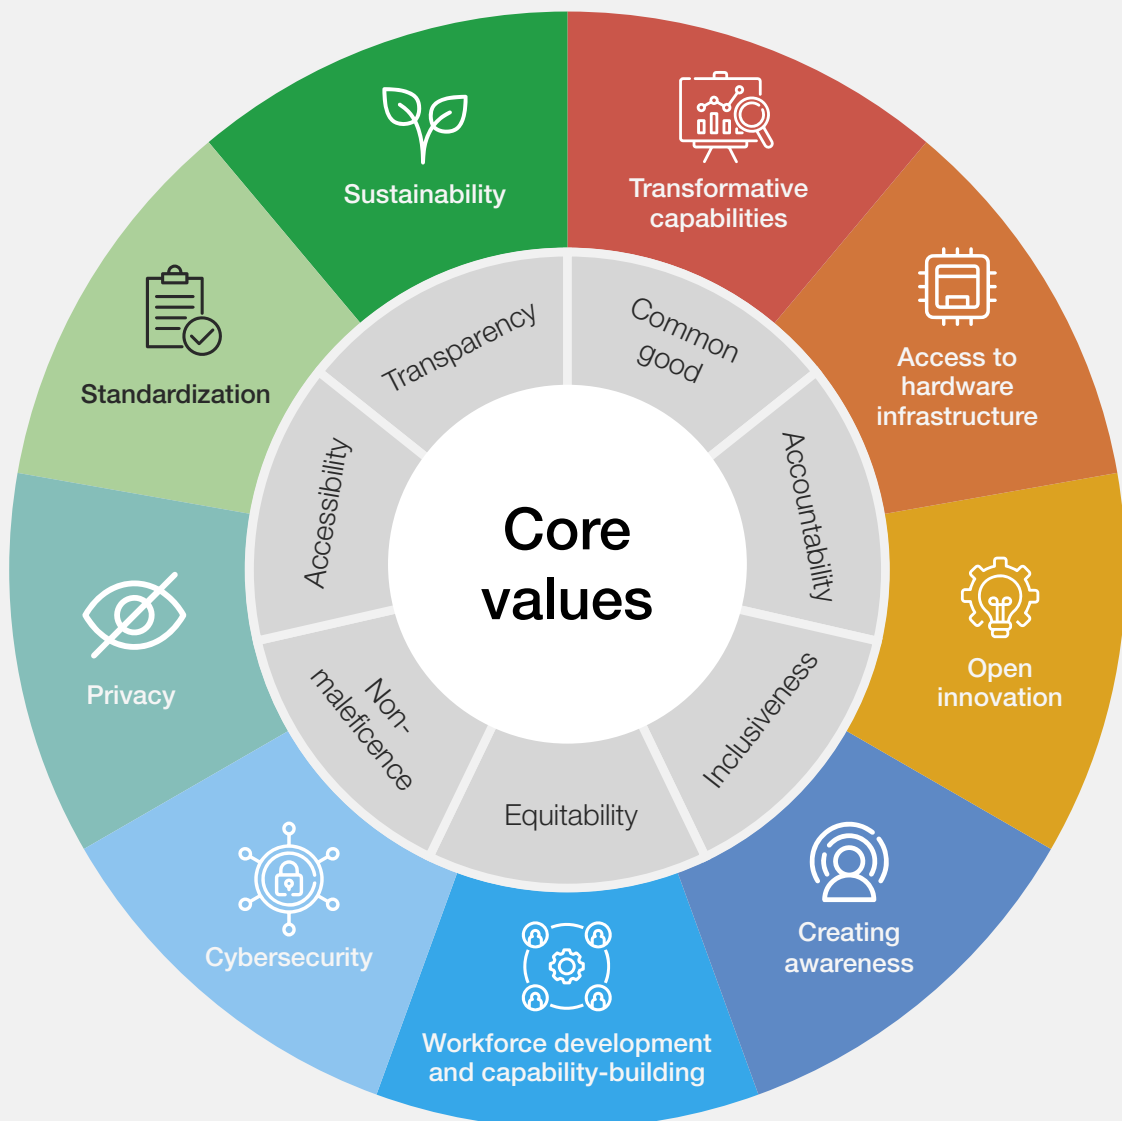 Sustainability
Transformative
capabilities
Access to
hardware
infrastructure
Open
innovation
Creating
awareness
Workforce development
and capability-building
Cybersecurity
Privacy
Standardization
Transparency
Common
good
Accountability
Inclusiveness
Equitability
Non-
maleficence
Accessibility
Core
values